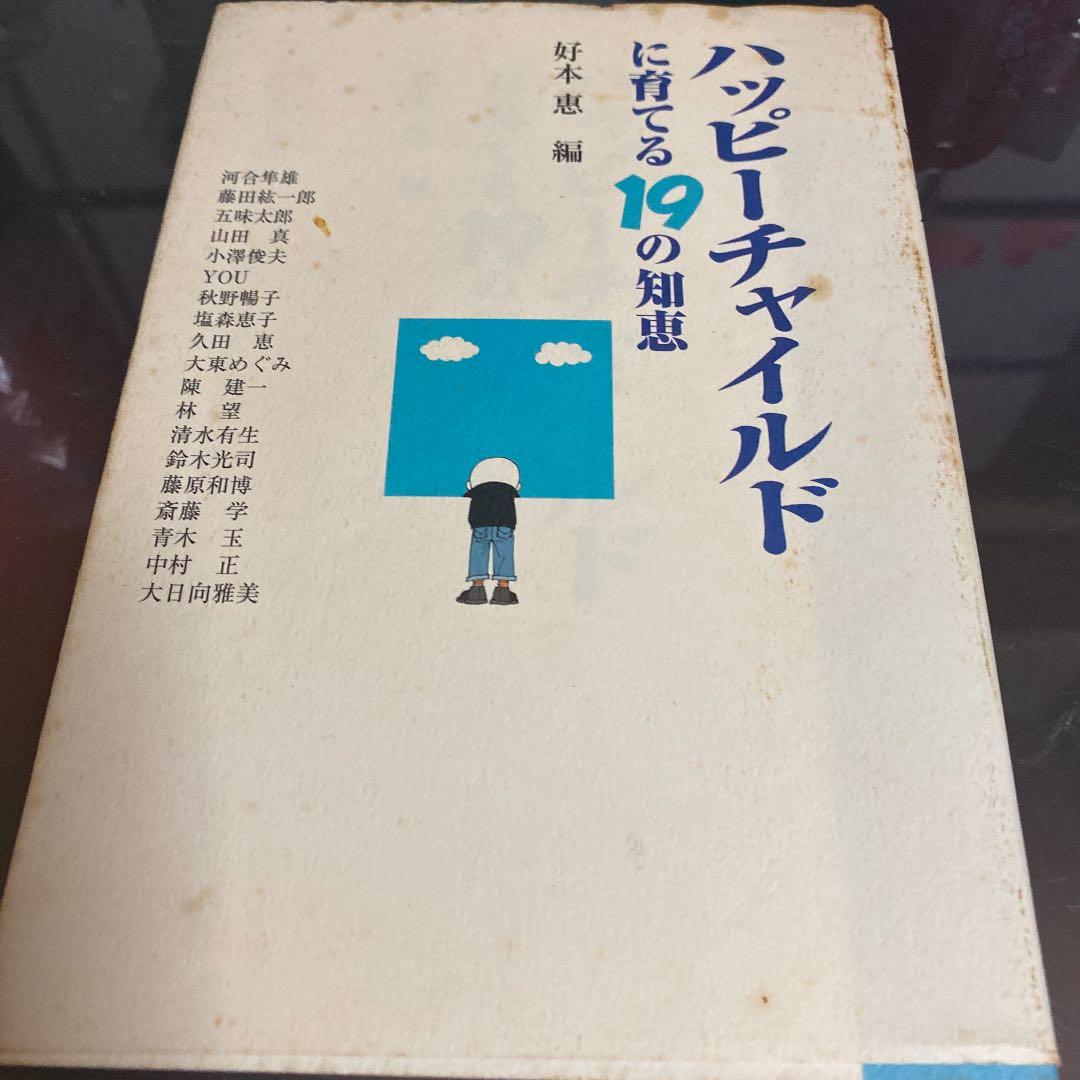 ハッピーチャイルド
に育てる19の知恵
好本 恵 編
河合隼雄
藤田紘一郎
五味太郎
山田 真
小澤俊夫
YOU
秋野暢子
塩森恵子
久田 恵
大東めぐみ
陳 建一
林 望
清水有生
鈴木光司
藤原和博
斎藤 学
青木 玉
中村 正
大日向雅美